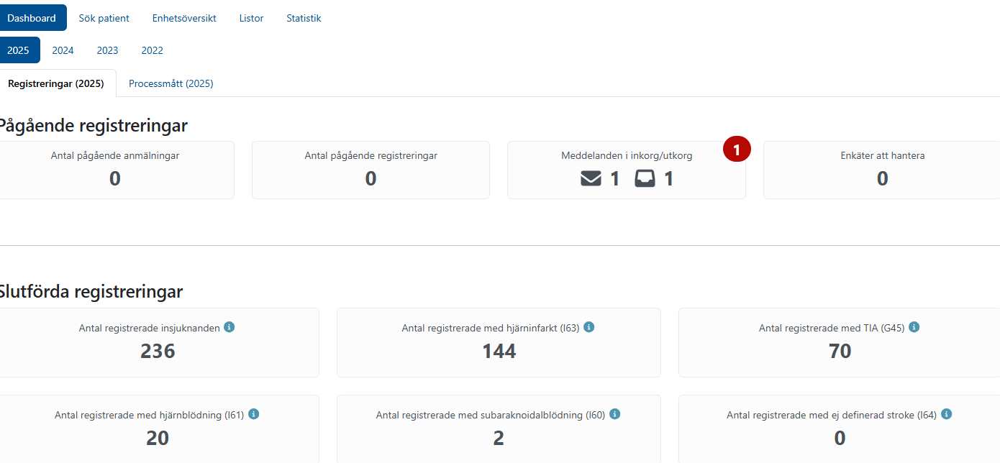 Dashboard Sök patient Enhetsöversikt Listor Statistik
2025 2024 2023 2022
Registreringar (2025) Processmått (2025)
Pågående registreringar
Antal pågående anmälningar
0
Antal pågående registreringar
0
Meddelanden i inkorg/utkorg
1
1 1
Enkäter att hantera
0
Slutförda registreringar
Antal registrerade insjuknanden
236
Antal registrerade med hjärninfarkt (I63)
144
Antal registrerade med TIA (G45)
70
Antal registrerade med hjärnblödning (I61)
20
Antal registrerade med subaraknoidalblödning (I60)
2
Antal registrerade med ej definerad stroke (I64)
0